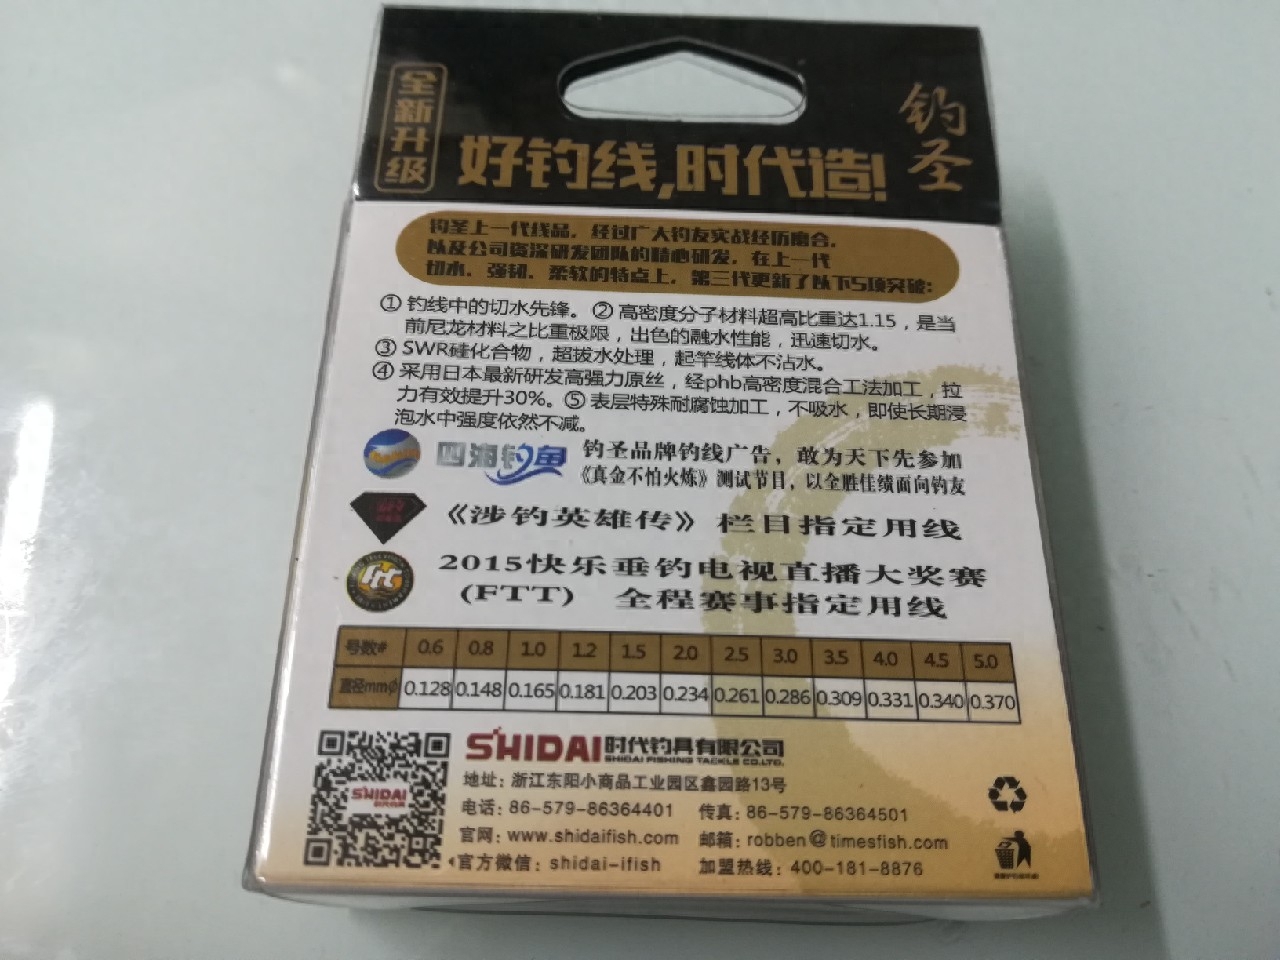 全新升级
好钓线,时代造!
钓圣
钓圣上一代线品，经过广大钓友实战经历磨合，
以及公司资深研发团队的精心研发，在上一代
切水、强韧、柔软的特点上，第三代更新了以下5项突破：
① 钓线中的切水先锋。② 高密度分子材料超高比重达1.15，是当
前尼龙材料之比重极限，出色的融水性能，迅速切水。
③ SWR硅化合物，超拔水处理，起竿线体不沾水。
④ 采用日本最新研发高强力原丝，经phb高密度混合工法加工，拉
力有效提升30%。⑤ 表层特殊耐腐蚀加工，不吸水，即使长期浸
泡水中强度依然不减。
四海钓鱼
钓圣品牌钓线广告，敢为天下先参加
《真金不怕火炼》测试节目，以全胜佳绩面向钓友
《涉钓英雄传》栏目指定用线
FTT
2015快乐垂钓电视直播大奖赛
(FTT) 全程赛事指定用线
号数# 0.6 0.8 1.0 1.2 1.5 2.0 2.5 3.0 3.5 4.0 4.5 5.0
直径mmφ 0.128 0.148 0.165 0.181 0.203 0.234 0.261 0.286 0.309 0.331 0.340 0.370
SHIDAI
SHIDAI 时代钓具有限公司
SHIDAI FISHING TACKLE CO.,LTD.
地址：浙江东阳小商品工业园区鑫园路13号
电话：86-579-86364401 传真：86-579-86364501
官网：www.shidaifish.com 邮箱：robben@timesfish.com
官方微信：shidai-ifish 加盟热线：400-181-8876